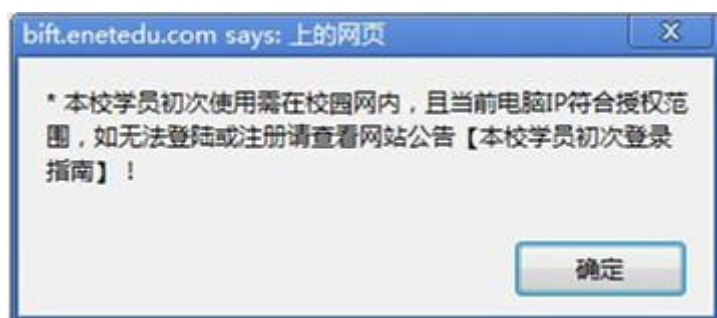 bift.enetedu.com says: 上的网页
* 本校学员初次使用需在校园网内，且当前电脑IP符合授权范
围，如无法登陆或注册请查看网站公告【本校学员初次登录
指南】！
确定